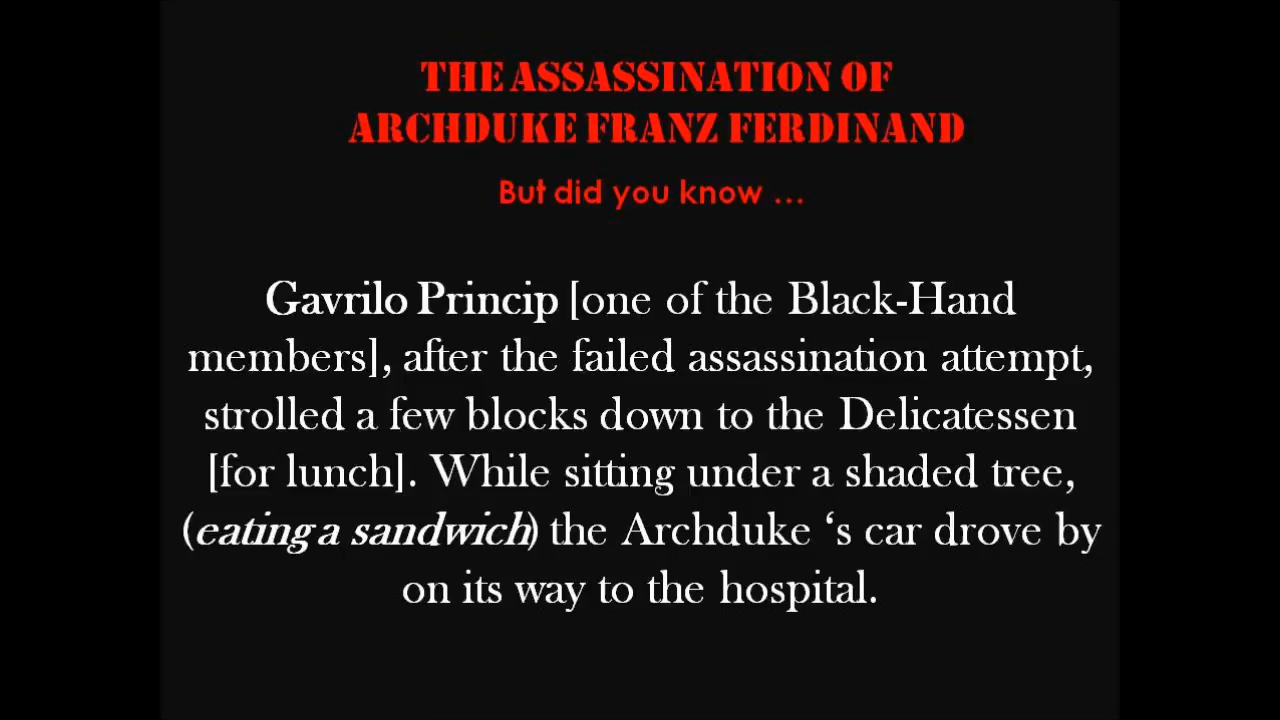 THE ASSASSINATION OF
ARCHDUKE FRANZ FERDINAND
But did you know ...
Gavrilo Princip [one of the Black-Hand
members], after the failed assassination attempt,
strolled a few blocks down to the Delicatessen
[for lunch]. While sitting under a shaded tree,
(eating a sandwich) the Archduke ‘s car drove by
on its way to the hospital.